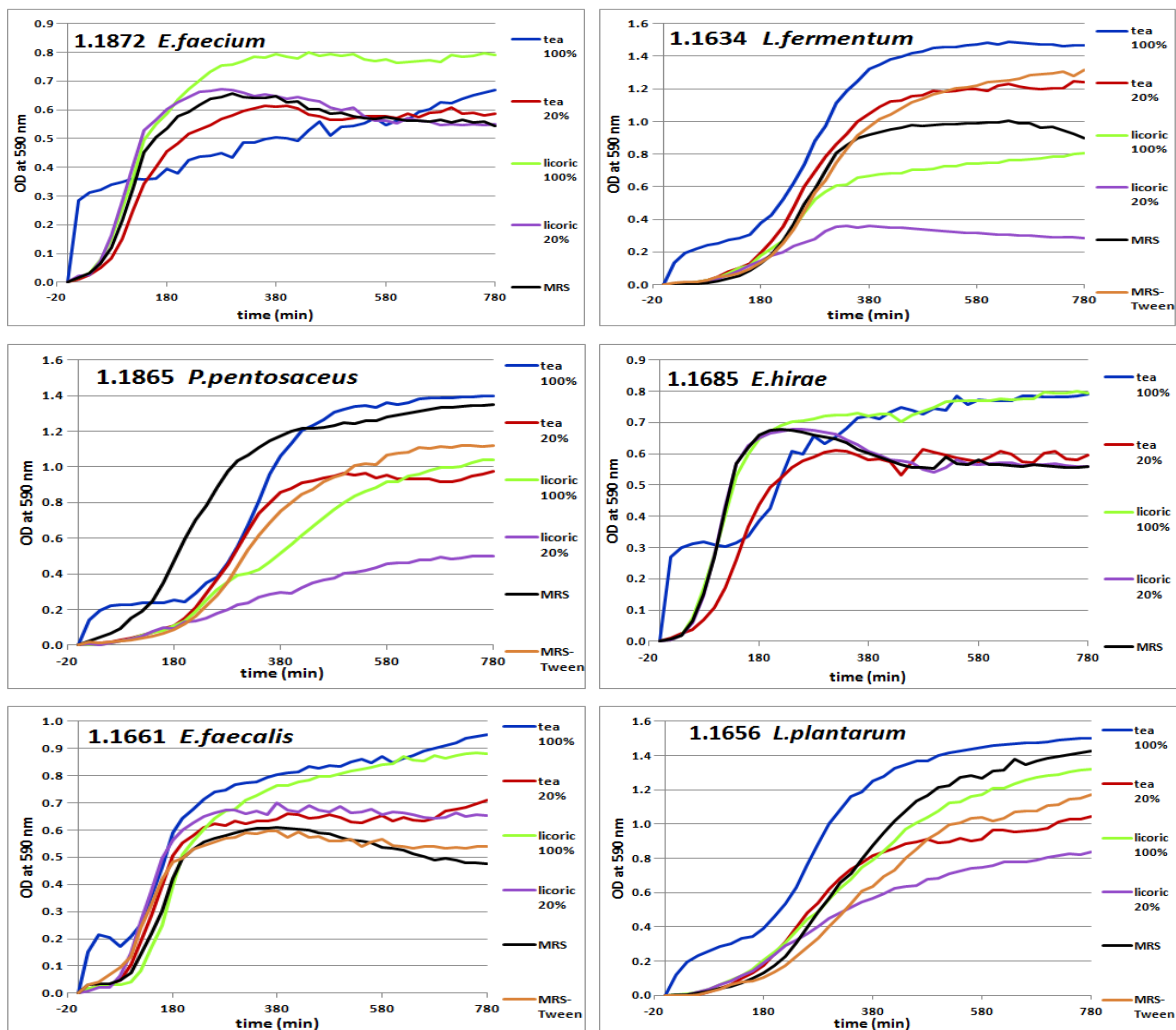 1.1872 E.faecium
OD at 590 nm
0.9
0.8
0.7
0.6
0.5
0.4
0.3
0.2
0.1
0.0
-20 180 380 580 780
time (min)
tea
100%
tea
20%
licoric
100%
licoric
20%
MRS
1.1634 L.fermentum
OD at 590 nm
1.6
1.4
1.2
1.0
0.8
0.6
0.4
0.2
0.0
-20 180 380 580 780
time (min)
tea
100%
tea
20%
licoric
100%
licoric
20%
MRS
MRS-
Tween
1.1865 P.pentosaceus
OD at 590 nm
1.6
1.4
1.2
1.0
0.8
0.6
0.4
0.2
0.0
-20 180 380 580 780
time (min)
tea
100%
tea
20%
licoric
100%
licoric
20%
MRS
MRS-
Tween
1.1685 E.hirae
OD at 590 nm
0.9
0.8
0.7
0.6
0.5
0.4
0.3
0.2
0.1
0.0
-20 180 380 580 780
time (min)
tea
100%
tea
20%
licoric
100%
licoric
20%
MRS
1.1661 E.faecalis
OD at 590 nm
1.0
0.9
0.8
0.7
0.6
0.5
0.4
0.3
0.2
0.1
0.0
-20 180 380 580 780
time (min)
tea
100%
tea
20%
licoric
100%
licoric
20%
MRS
MRS-
Tween
1.1656 L.plantarum
OD at 590 nm
1.6
1.4
1.2
1.0
0.8
0.6
0.4
0.2
0.0
-20 180 380 580 780
time (min)
tea
100%
tea
20%
licoric
100%
licoric
20%
MRS
MRS-
Tween